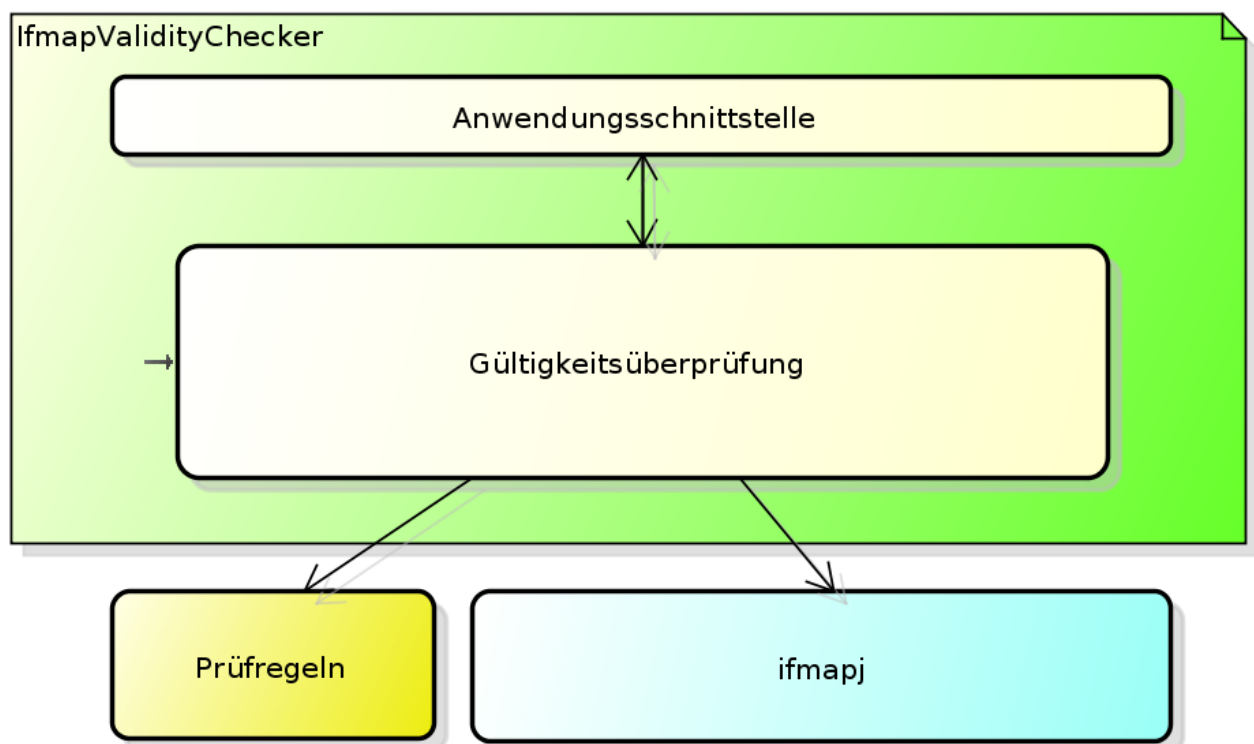 IfmapValidityChecker
Anwendungsschnittstelle
Gültigkeitsüberprüfung
Prüfregeln
ifmapj